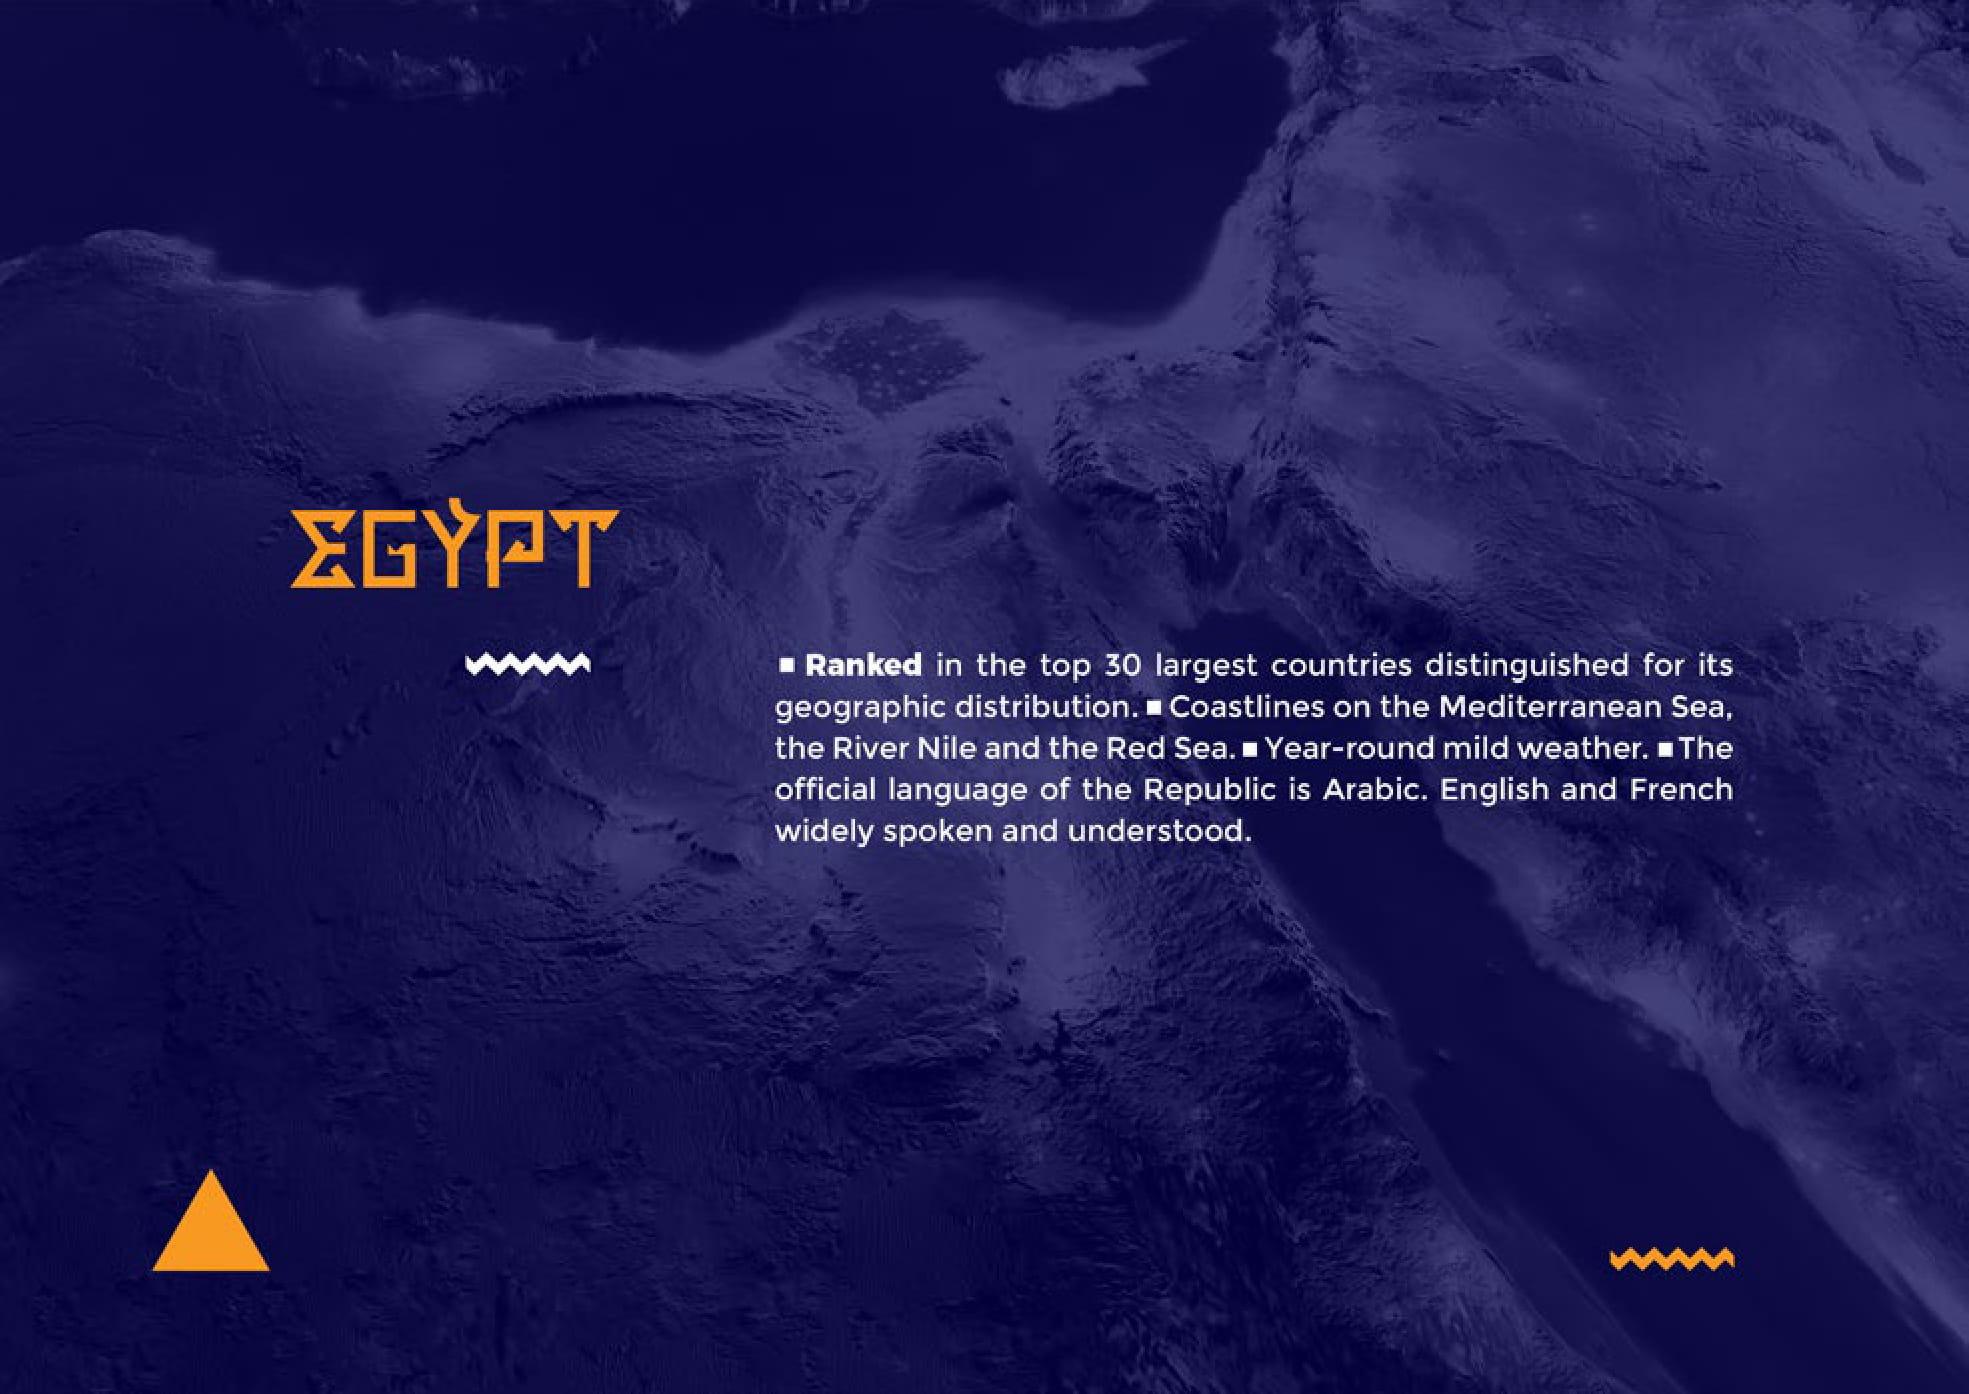 EGYPT
▪ Ranked in the top 30 largest countries distinguished for its
geographic distribution. ▪ Coastlines on the Mediterranean Sea,
the River Nile and the Red Sea. ▪ Year-round mild weather. ▪ The
official language of the Republic is Arabic. English and French
widely spoken and understood.